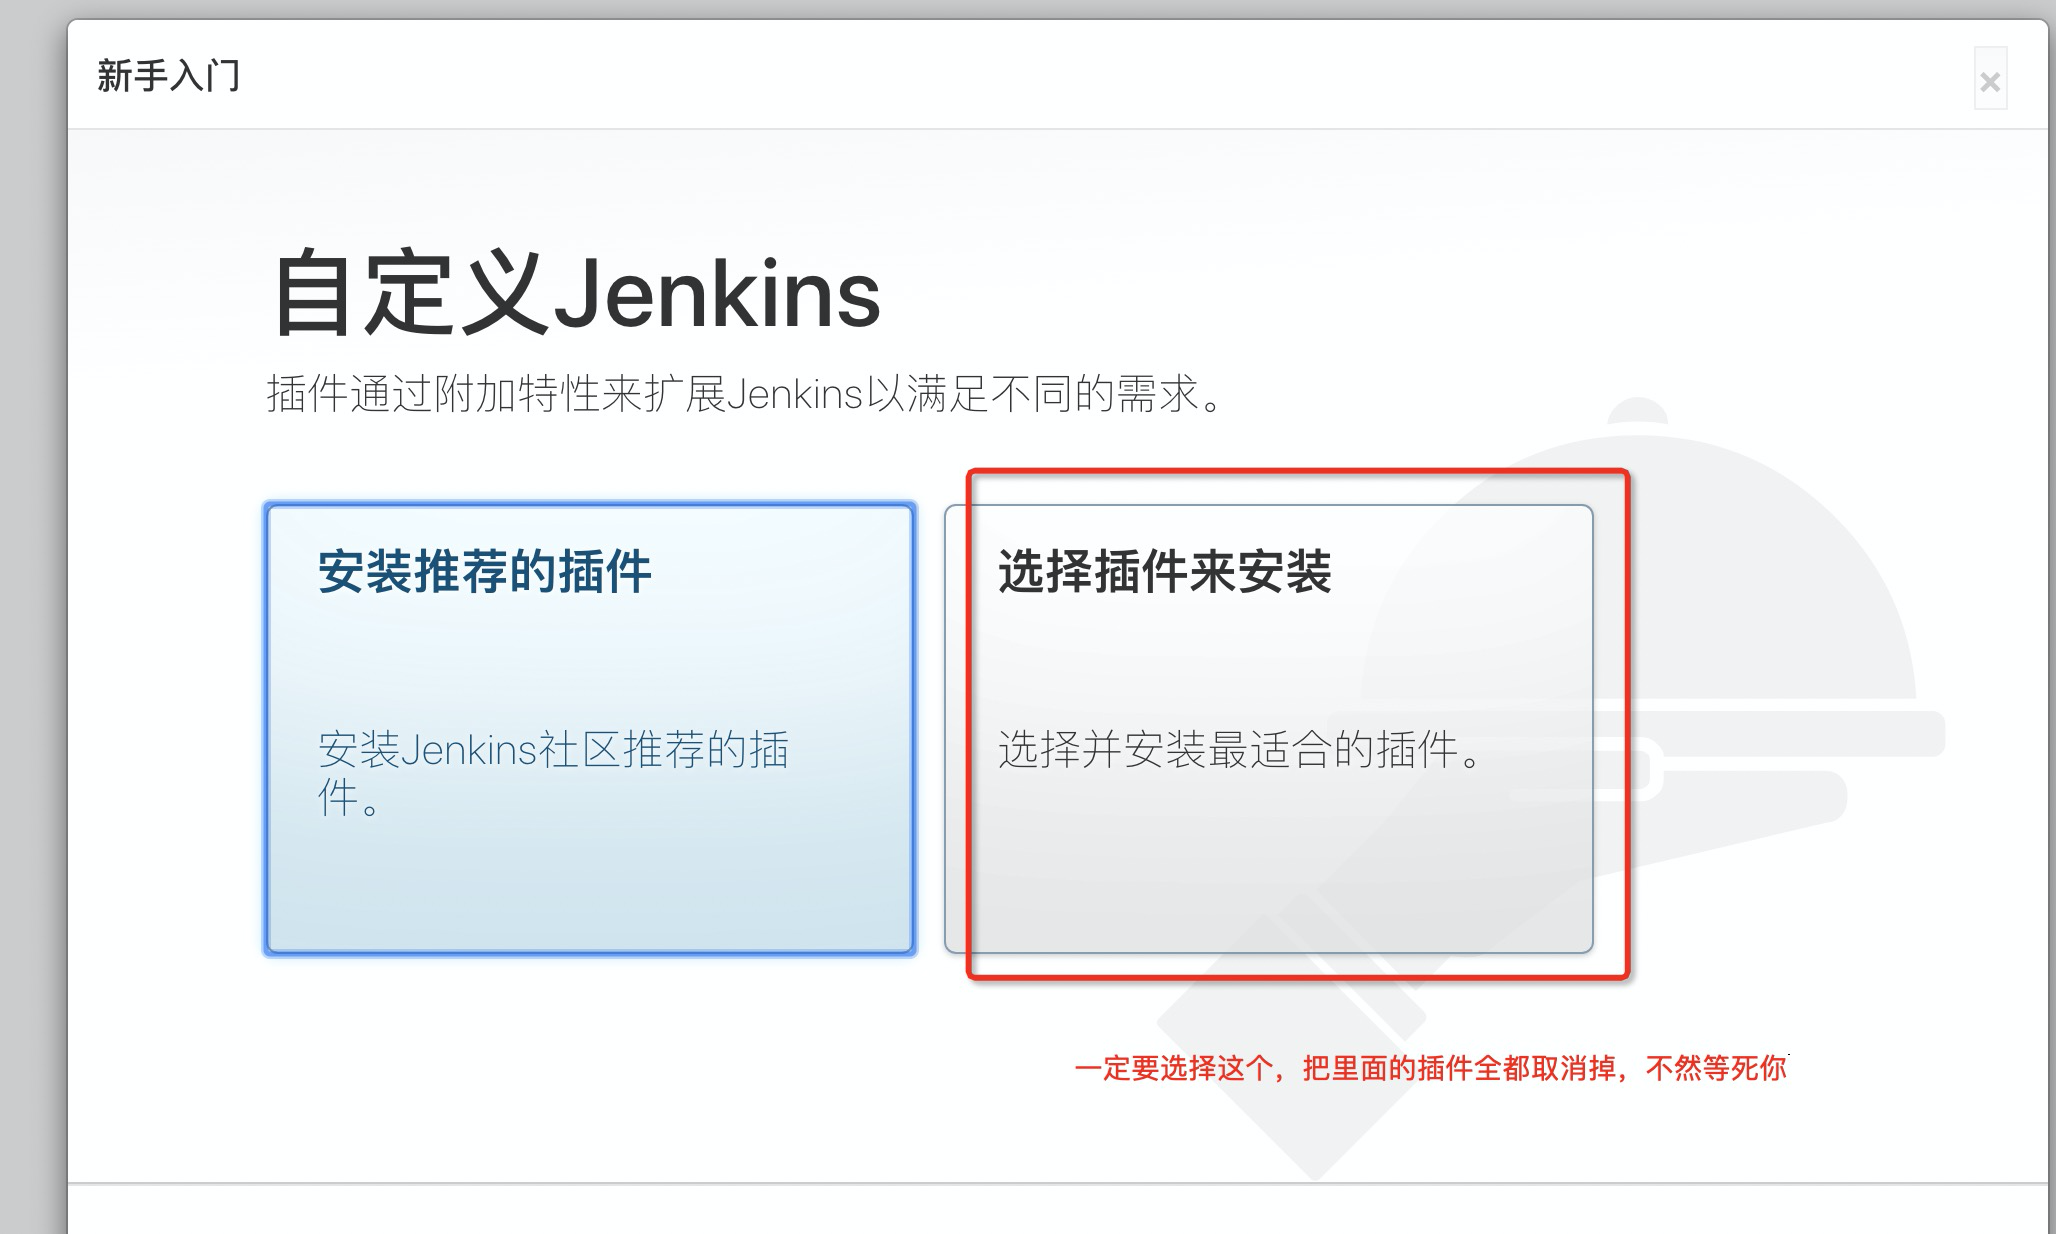 新手入门
×
自定义Jenkins
插件通过附加特性来扩展Jenkins以满足不同的需求。
安装推荐的插件
安装Jenkins社区推荐的插
件。
选择插件来安装
选择并安装最适合的插件。
一定要选择这个，把里面的插件全都取消掉，不然等死你